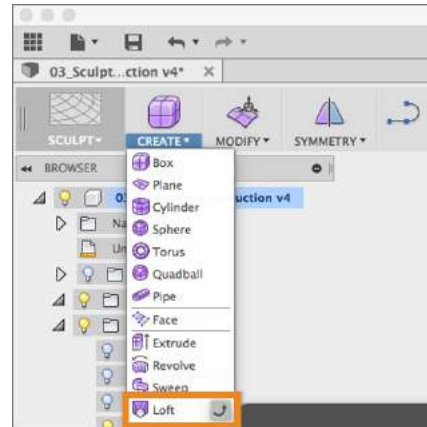 03_Sculpt...ction v4*
SCULPT CREATE MODIFY SYMMETRY
BROWSER
03 uction v4
Na
Un
Box
Plane
Cylinder
Sphere
Torus
Quadball
Pipe
Face
Extrude
Revolve
Sweep
Loft